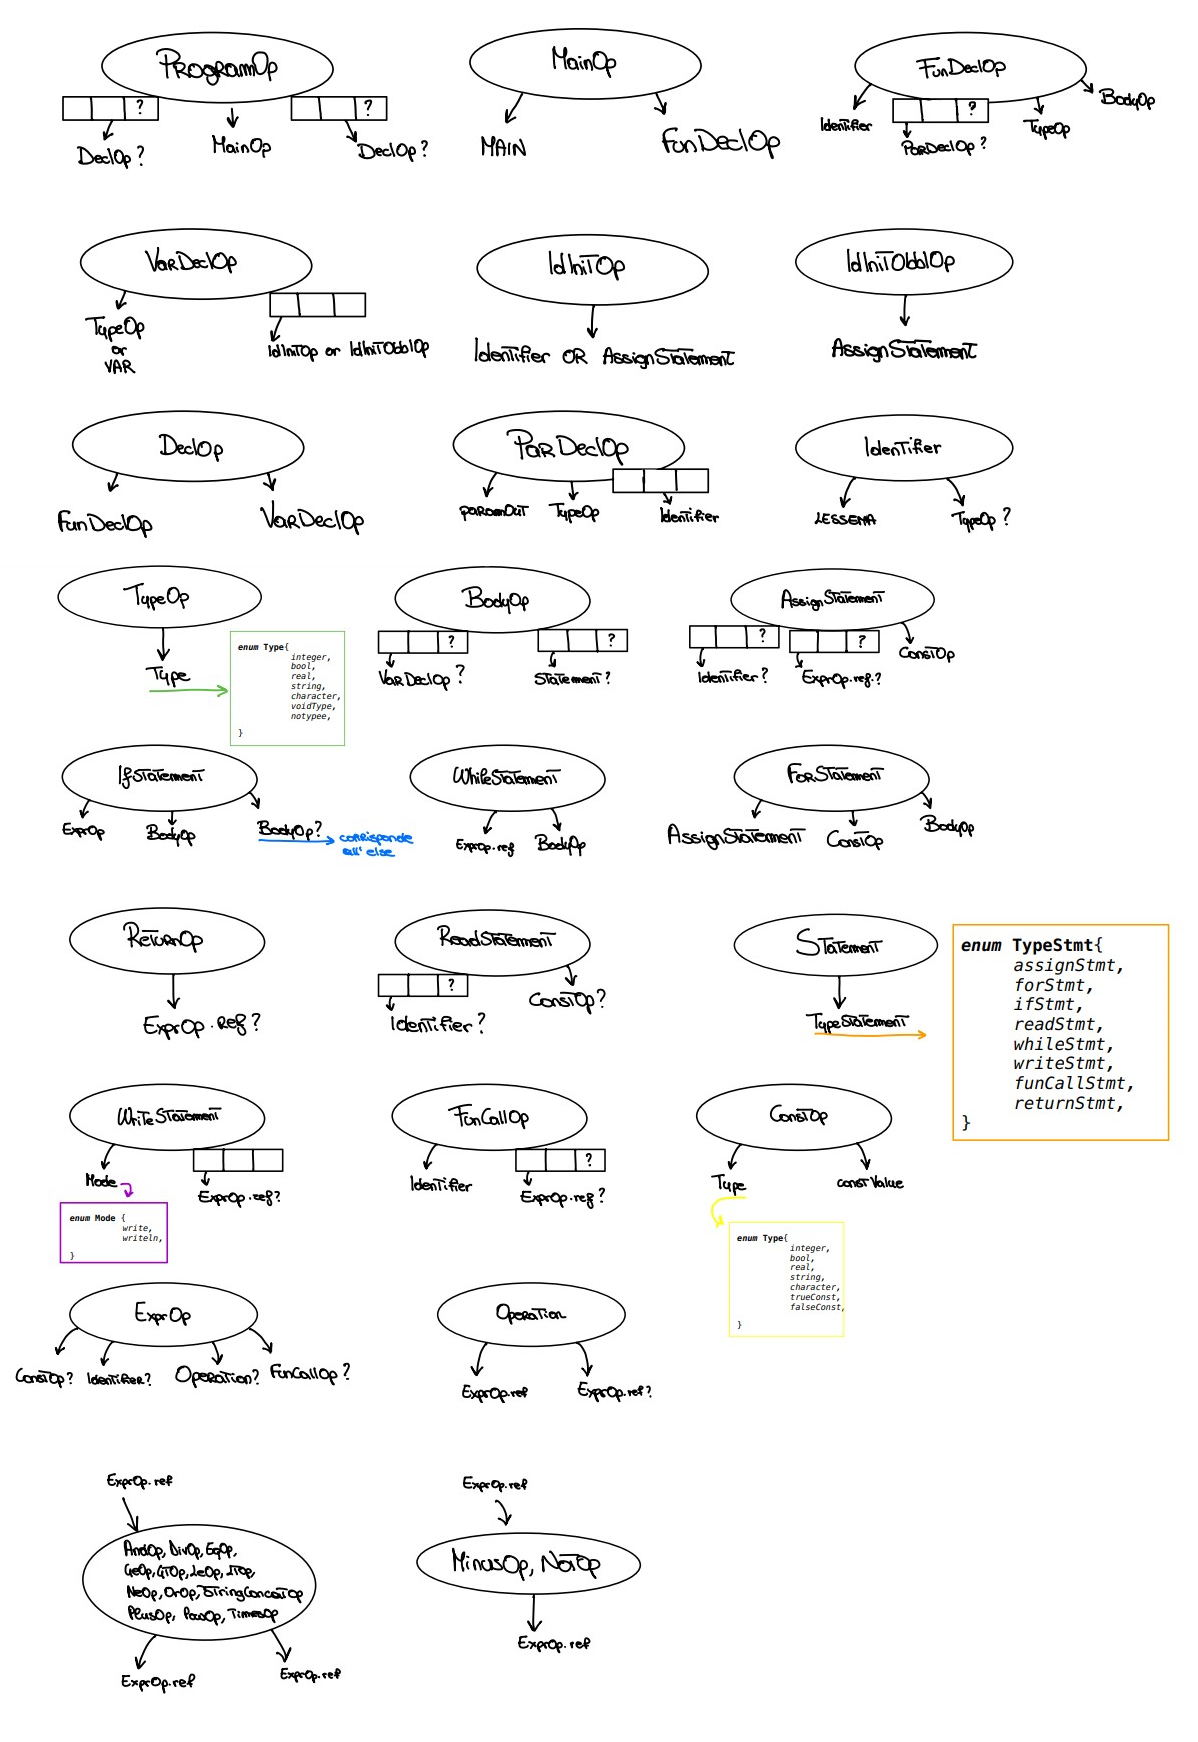 ProgramOp
?
?
DeclOp?
MainOp
DeclOp?
MainOp
MAIN
FunDeclOp
FunDeclOp
Identifier
?
ParDeclOp?
TypeOp
BodyOp
VarDeclOp
TypeOp
or
VAR
IdInitOp or IdInitObblOp
IdInitOp
Identifier OR AssignStatement
IdInitObblOp
AssignStatement
DeclOp
FunDeclOp
VarDeclOp
ParDeclOp
paramOut
TypeOp
Identifier
Identifier
LESSEMA
TypeOp?
TypeOp
Type
enum Type{
integer,
bool,
real,
string,
character,
voidType,
notypee,
}
BodyOp
?
?
VarDeclOp?
Statement?
AssignStatement
?
?
Identifier?
ExprOp.ref.?
ConstOp
IfStatement
ExprOp
BodyOp
BodyOp?
corrisponde
all' else
WhileStatement
ExprOp.ref
BodyOp
ForStatement
AssignStatement
ConstOp
BodyOp
ReturnOp
ExprOp.Ref?
ReadStatement
?
Identifier?
ConstOp?
Statement
TypeStatement
enum TypeStmt{
assignStmt,
forStmt,
ifStmt,
readStmt,
whileStmt,
writeStmt,
funCallStmt,
returnStmt,
}
WriteStatement
Mode
ExprOp.ref?
enum Mode {
write,
writeln,
}
FunCallOp
Identifier
?
ExprOp.ref?
ConstOp
Type
constValue
enum Type{
integer,
bool,
real,
string,
character,
trueConst,
falseConst,
}
ExprOp
ConstOp?
Identifier?
Operation?
FunCallOp?
Operation
ExprOp.ref
ExprOp.ref?
ExprOp.ref
AndOp, DivOp, EqOp,
GeOp, GTOp, LeOp, LTOp,
NeOp, OrOp, StringConcatOp
PlusOp, PowOp, TimesOp
ExprOp.ref
ExprOp.ref
ExprOp.ref
MinusOp, NotOp
ExprOp.ref